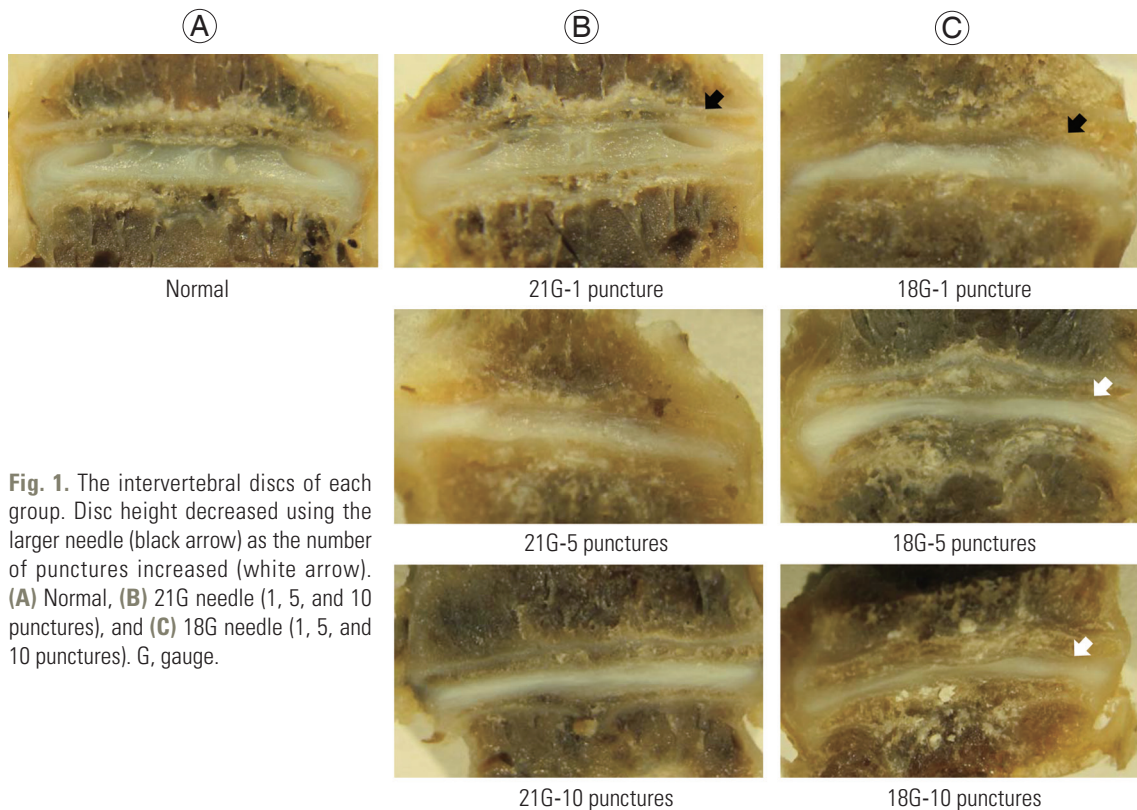 A
B
C
Normal
21G-1 puncture
18G-1 puncture
21G-5 punctures
18G-5 punctures
Fig. 1. The intervertebral discs of each
group. Disc height decreased using the
larger needle (black arrow) as the number
of punctures increased (white arrow).
(A) Normal, (B) 21G needle (1, 5, and 10
punctures), and (C) 18G needle (1, 5, and
10 punctures). G, gauge.
21G-10 punctures
18G-10 punctures